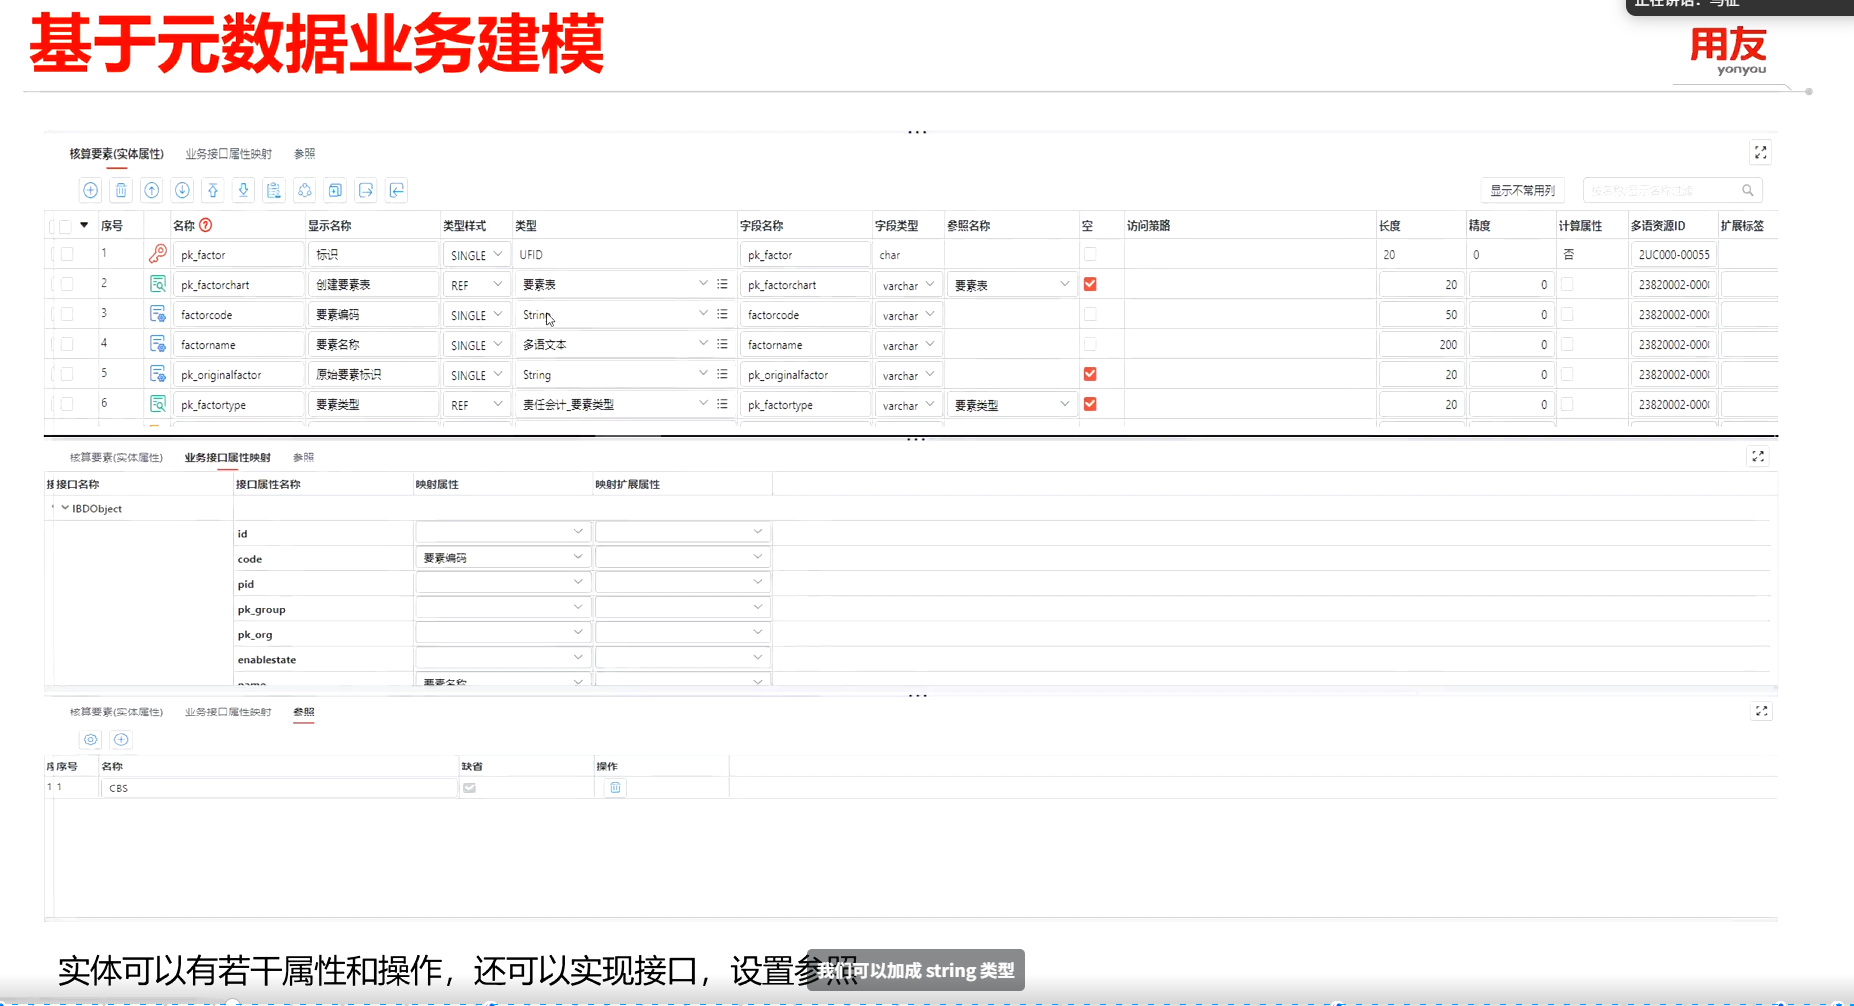 正在讲话：马征
基于元数据业务建模
用友
yonyou
核算要素(实体属性) 业务接口属性映射 参照
显示不常用列 按名称/显示名称过滤
序号 名称 显示名称 类型样式 类型 字段名称 字段类型 参照名称 空 访问策略 长度 精度 计算属性 多语资源ID 扩展标签
1 pk_factor 标识 SINGLE UFID pk_factor char 20 0 否 2UC000-00055
2 pk_factorchart 创建要素表 REF 要素表 pk_factorchart varchar 要素表 20 0 23820002-000
3 factorcode 要素编码 SINGLE String factorcode varchar 50 0 23820002-000
4 factorname 要素名称 SINGLE 多语文本 factorname varchar 200 0 23820002-000
5 pk_originalfactor 原始要素标识 SINGLE String pk_originalfactor varchar 20 0 23820002-000
6 pk_factortype 要素类型 REF 责任会计_要素类型 pk_factortype varchar 要素类型 20 0 23820002-000
核算要素(实体属性) 业务接口属性映射 参照
接口名称 接口属性名称 映射属性 映射扩展属性
IBDObject
id
code 要素编码
pid
pk_group
pk_org
enablestate
name 要素名称
核算要素(实体属性) 业务接口属性映射 参照
序号 名称 缺省 操作
1 1 CBS
实体可以有若干属性和操作，还可以实现接口，设置参照
我们可以加成 string 类型